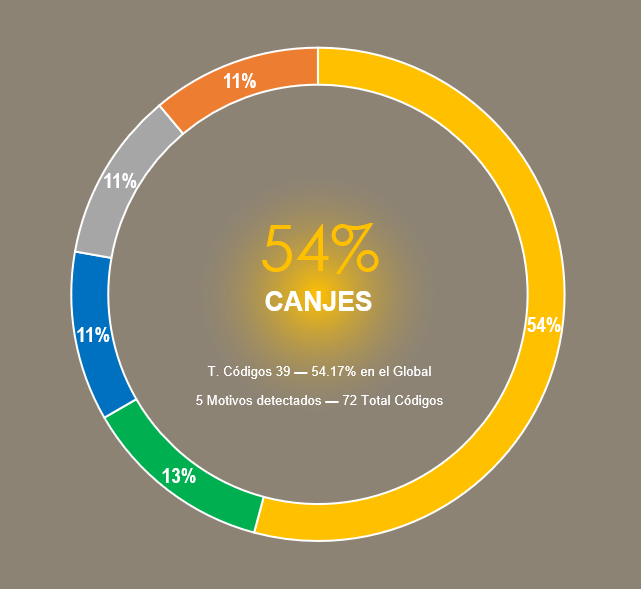 11%
11%
54%
CANJES
54%
11%
T. Códigos 39 — 54.17% en el Global
5 Motivos detectados — 72 Total Códigos
13%